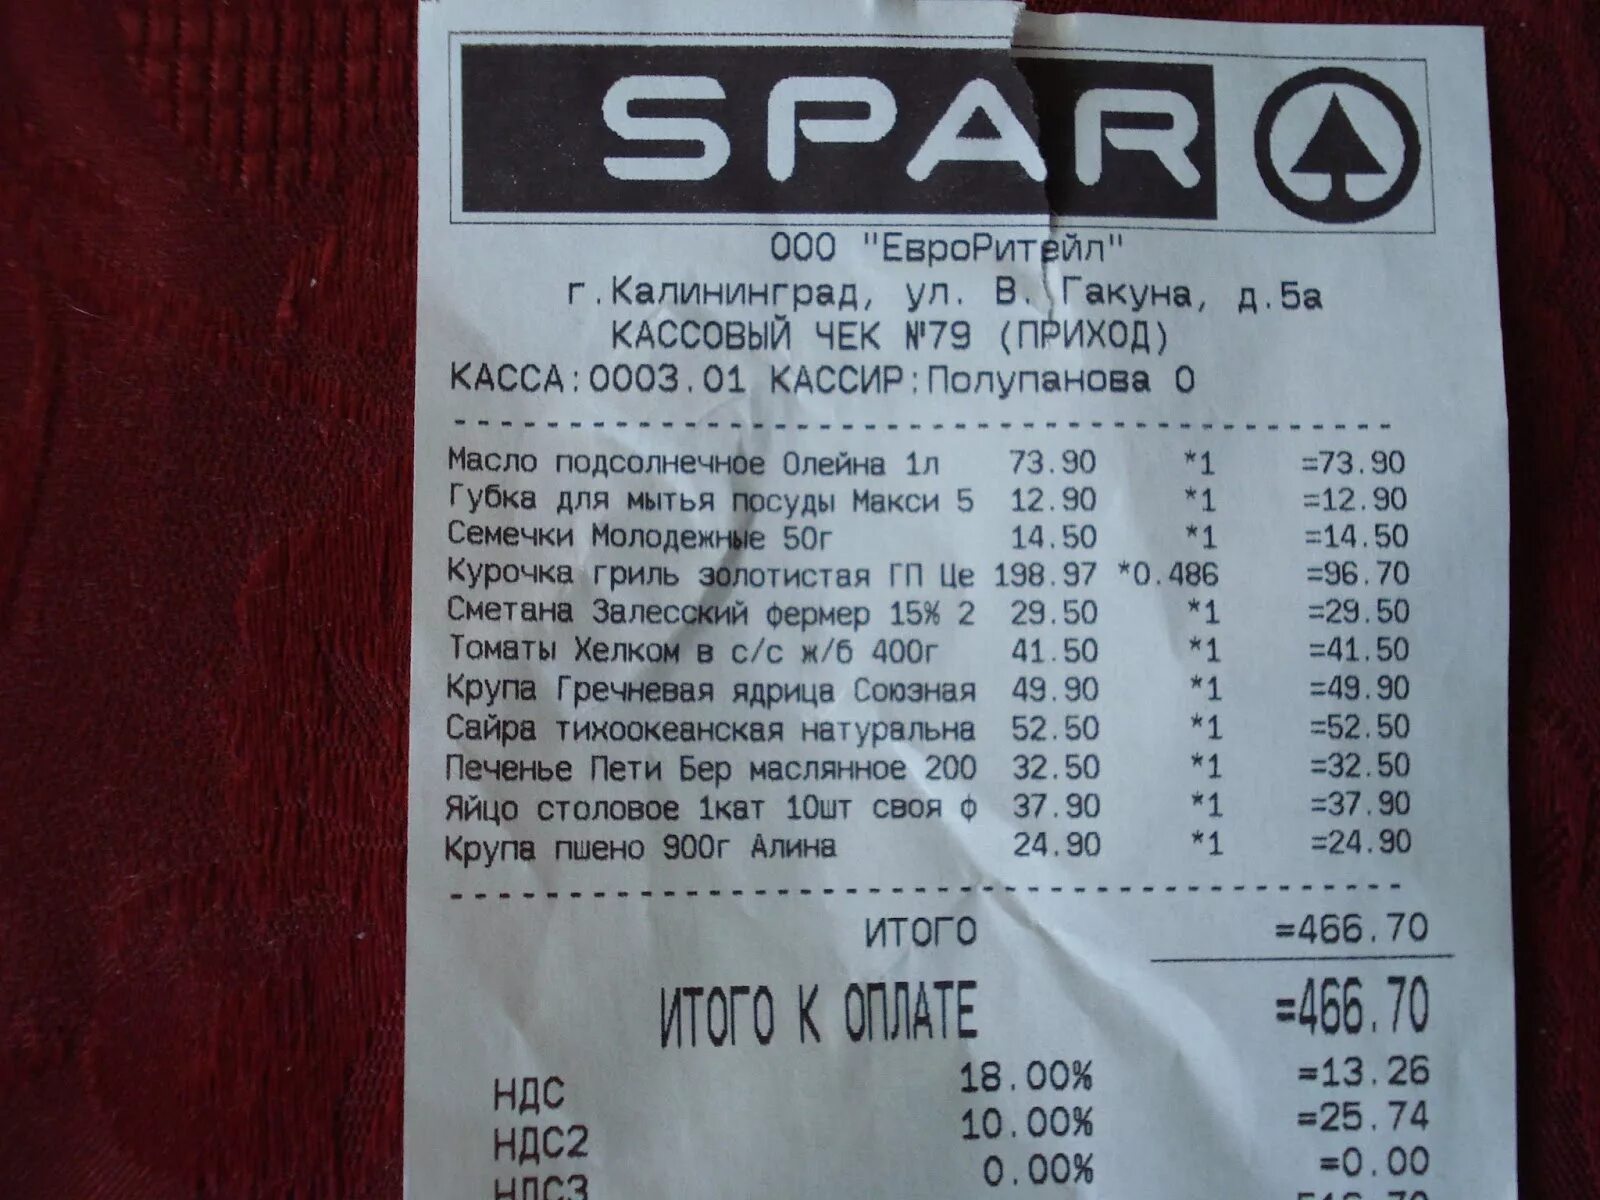 SPAR
ООО "ЕвроРитейл"
г.Калининград, ул. В. Гакуна, д.5а
КАССОВЫЙ ЧЕК №79 (ПРИХОД)
КАССА:0003.01 КАССИР:Полупанова О
Масло подсолнечное Олейна 1л 73.90 *1 =73.90
Губка для мытья посуды Макси 5 12.90 *1 =12.90
Семечки Молодежные 50г 14.50 *1 =14.50
Курочка гриль золотистая ГП Це 198.97 *0.486 =96.70
Сметана Залесский фермер 15% 2 29.50 *1 =29.50
Томаты Хелком в с/с ж/б 400г 41.50 *1 =41.50
Крупа Гречневая ядрица Союзная 49.90 *1 =49.90
Сайра тихоокеанская натуральна 52.50 *1 =52.50
Печенье Пети Бер маслянное 200 32.50 *1 =32.50
Яйцо столовое 1кат 10шт своя ф 37.90 *1 =37.90
Крупа пшено 900г Алина 24.90 *1 =24.90
ИТОГО =466.70
ИТОГО К ОПЛАТЕ =466.70
НДС 18.00% =13.26
НДС2 10.00% =25.74
НДС3 0.00% =0.00